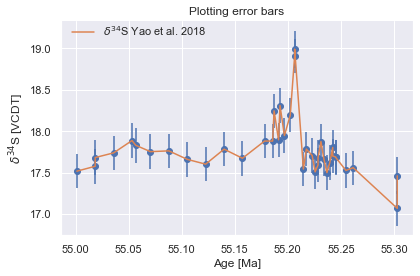 Plotting error bars
δ³⁴S Yao et al. 2018
19.0
18.5
18.0
17.5
17.0
δ³⁴S [VCDT]
55.00 55.05 55.10 55.15 55.20 55.25 55.30
Age [Ma]